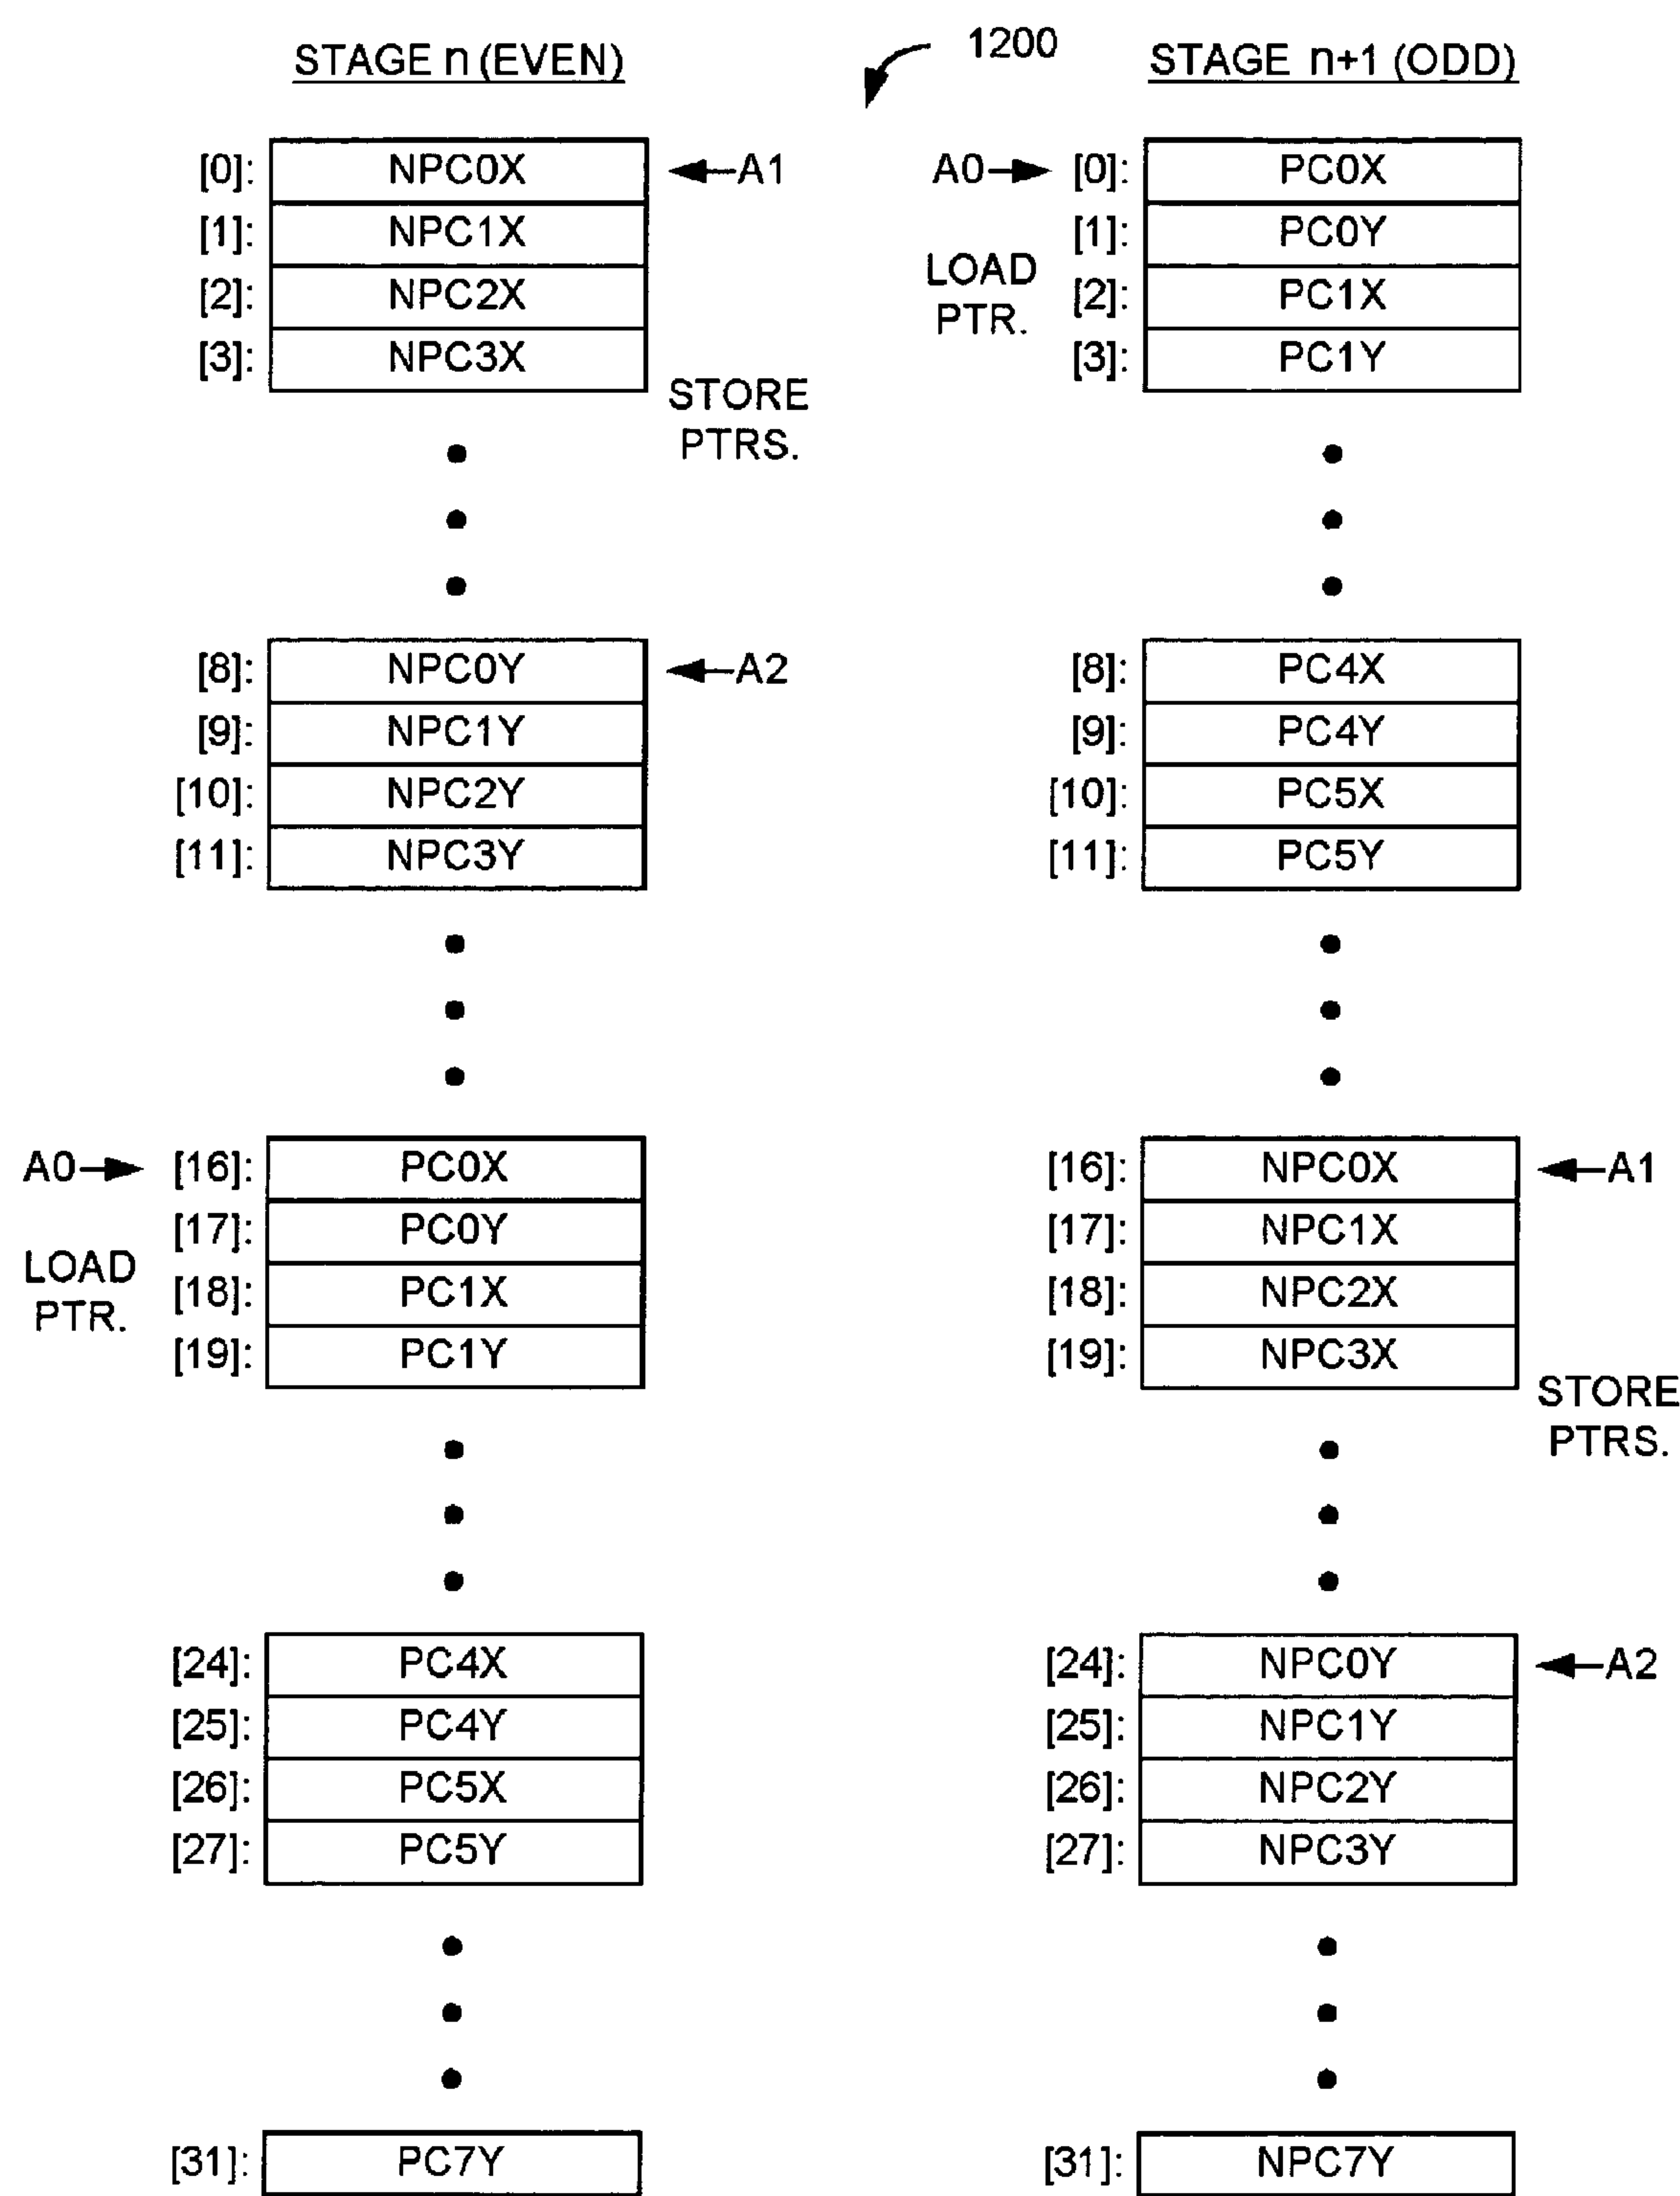 1200
STAGE n (EVEN)
[0]: NPC0X ←A1
[1]: NPC1X
[2]: NPC2X
[3]: NPC3X
STORE
PTRS.
[8]: NPC0Y ←A2
[9]: NPC1Y
[10]: NPC2Y
[11]: NPC3Y
A0→ [16]: PC0X
[17]: PC0Y
LOAD
PTR.
[18]: PC1X
[19]: PC1Y
[24]: PC4X
[25]: PC4Y
[26]: PC5X
[27]: PC5Y
[31]: PC7Y
STAGE n+1 (ODD)
A0→ [0]: PC0X
[1]: PC0Y
LOAD
PTR.
[2]: PC1X
[3]: PC1Y
[8]: PC4X
[9]: PC4Y
[10]: PC5X
[11]: PC5Y
[16]: NPC0X ←A1
[17]: NPC1X
[18]: NPC2X
[19]: NPC3X
STORE
PTRS.
[24]: NPC0Y ←A2
[25]: NPC1Y
[26]: NPC2Y
[27]: NPC3Y
[31]: NPC7Y